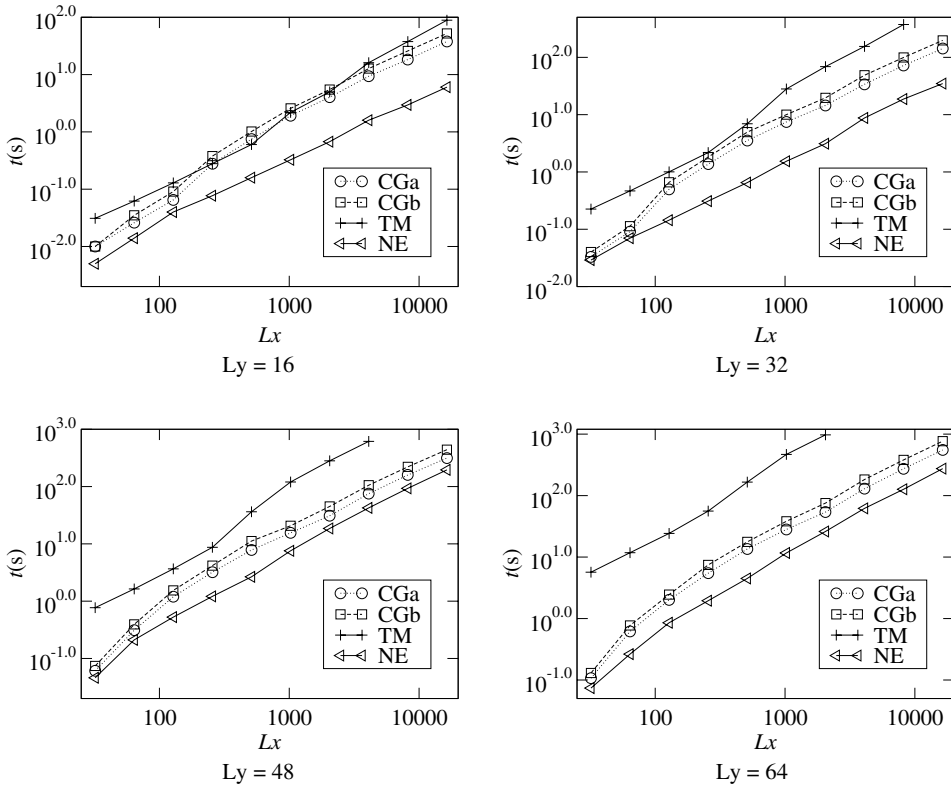 t(s)
10^2.0
10^1.0
10^0.0
10^-1.0
10^-2.0
CGa
CGb
TM
NE
100 1000 10000
Lx
Ly = 16
t(s)
10^2.0
10^1.0
10^0.0
10^-1.0
10^-2.0
CGa
CGb
TM
NE
100 1000 10000
Lx
Ly = 32
t(s)
10^3.0
10^2.0
10^1.0
10^0.0
10^-1.0
CGa
CGb
TM
NE
100 1000 10000
Lx
Ly = 48
t(s)
10^3.0
10^2.0
10^1.0
10^0.0
10^-1.0
CGa
CGb
TM
NE
100 1000 10000
Lx
Ly = 64